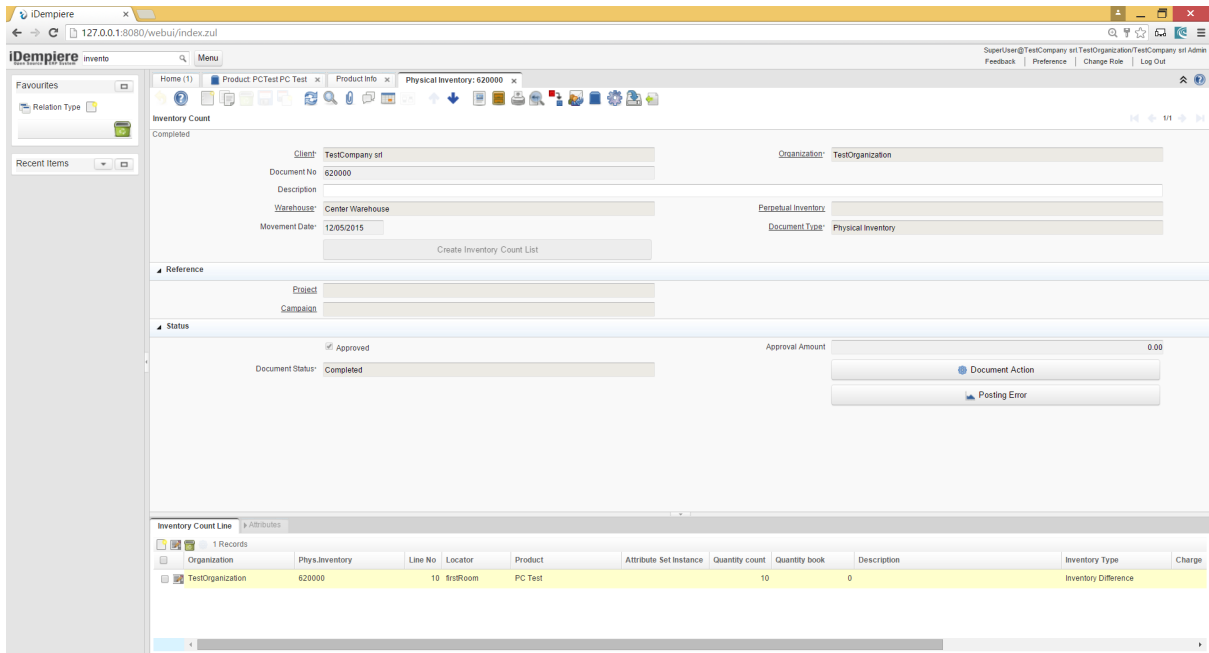 iDempiere
127.0.0.1:8080/webui/index.zul
iDempiere
Open Source ERP System
invento
Menu
SuperUser@TestCompany srl.TestOrganization/TestCompany srl Admin
Feedback | Preference | Change Role | Log Out
Favourites
Relation Type
Recent Items
Home (1) Product: PCTest PC Test Product Info Physical Inventory: 620000
Inventory Count 1/1
Completed
Client TestCompany srl Organization TestOrganization
Document No 620000
Description
Warehouse Center Warehouse Perpetual Inventory
Movement Date 12/05/2015 Document Type Physical Inventory
Create Inventory Count List
Reference
Project
Campaign
Status
Approved Approval Amount 0.00
Document Status Completed Document Action
Posting Error
Inventory Count Line Attributes
1 Records
Organization Phys.Inventory Line No Locator Product Attribute Set Instance Quantity count Quantity book Description Inventory Type Charge
TestOrganization 620000 10 firstRoom PC Test 10 0 Inventory Difference